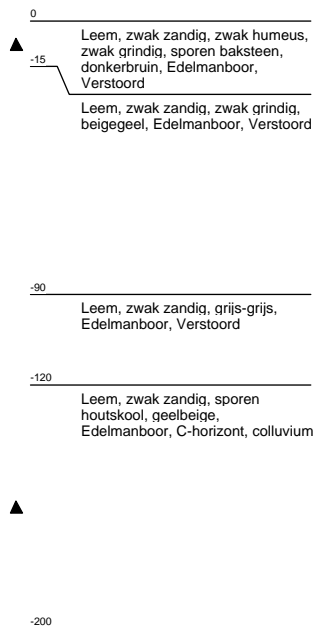 0
Leem, zwak zandig, zwak humeus,
zwak grindig, sporen baksteen,
donkerbruin, Edelmanboor,
Verstoord
-15
Leem, zwak zandig, zwak grindig,
beigegeel, Edelmanboor, Verstoord
-90
Leem, zwak zandig, grijs-grijs,
Edelmanboor, Verstoord
-120
Leem, zwak zandig, sporen
houtskool, geelbeige,
Edelmanboor, C-horizont, colluvium
-200